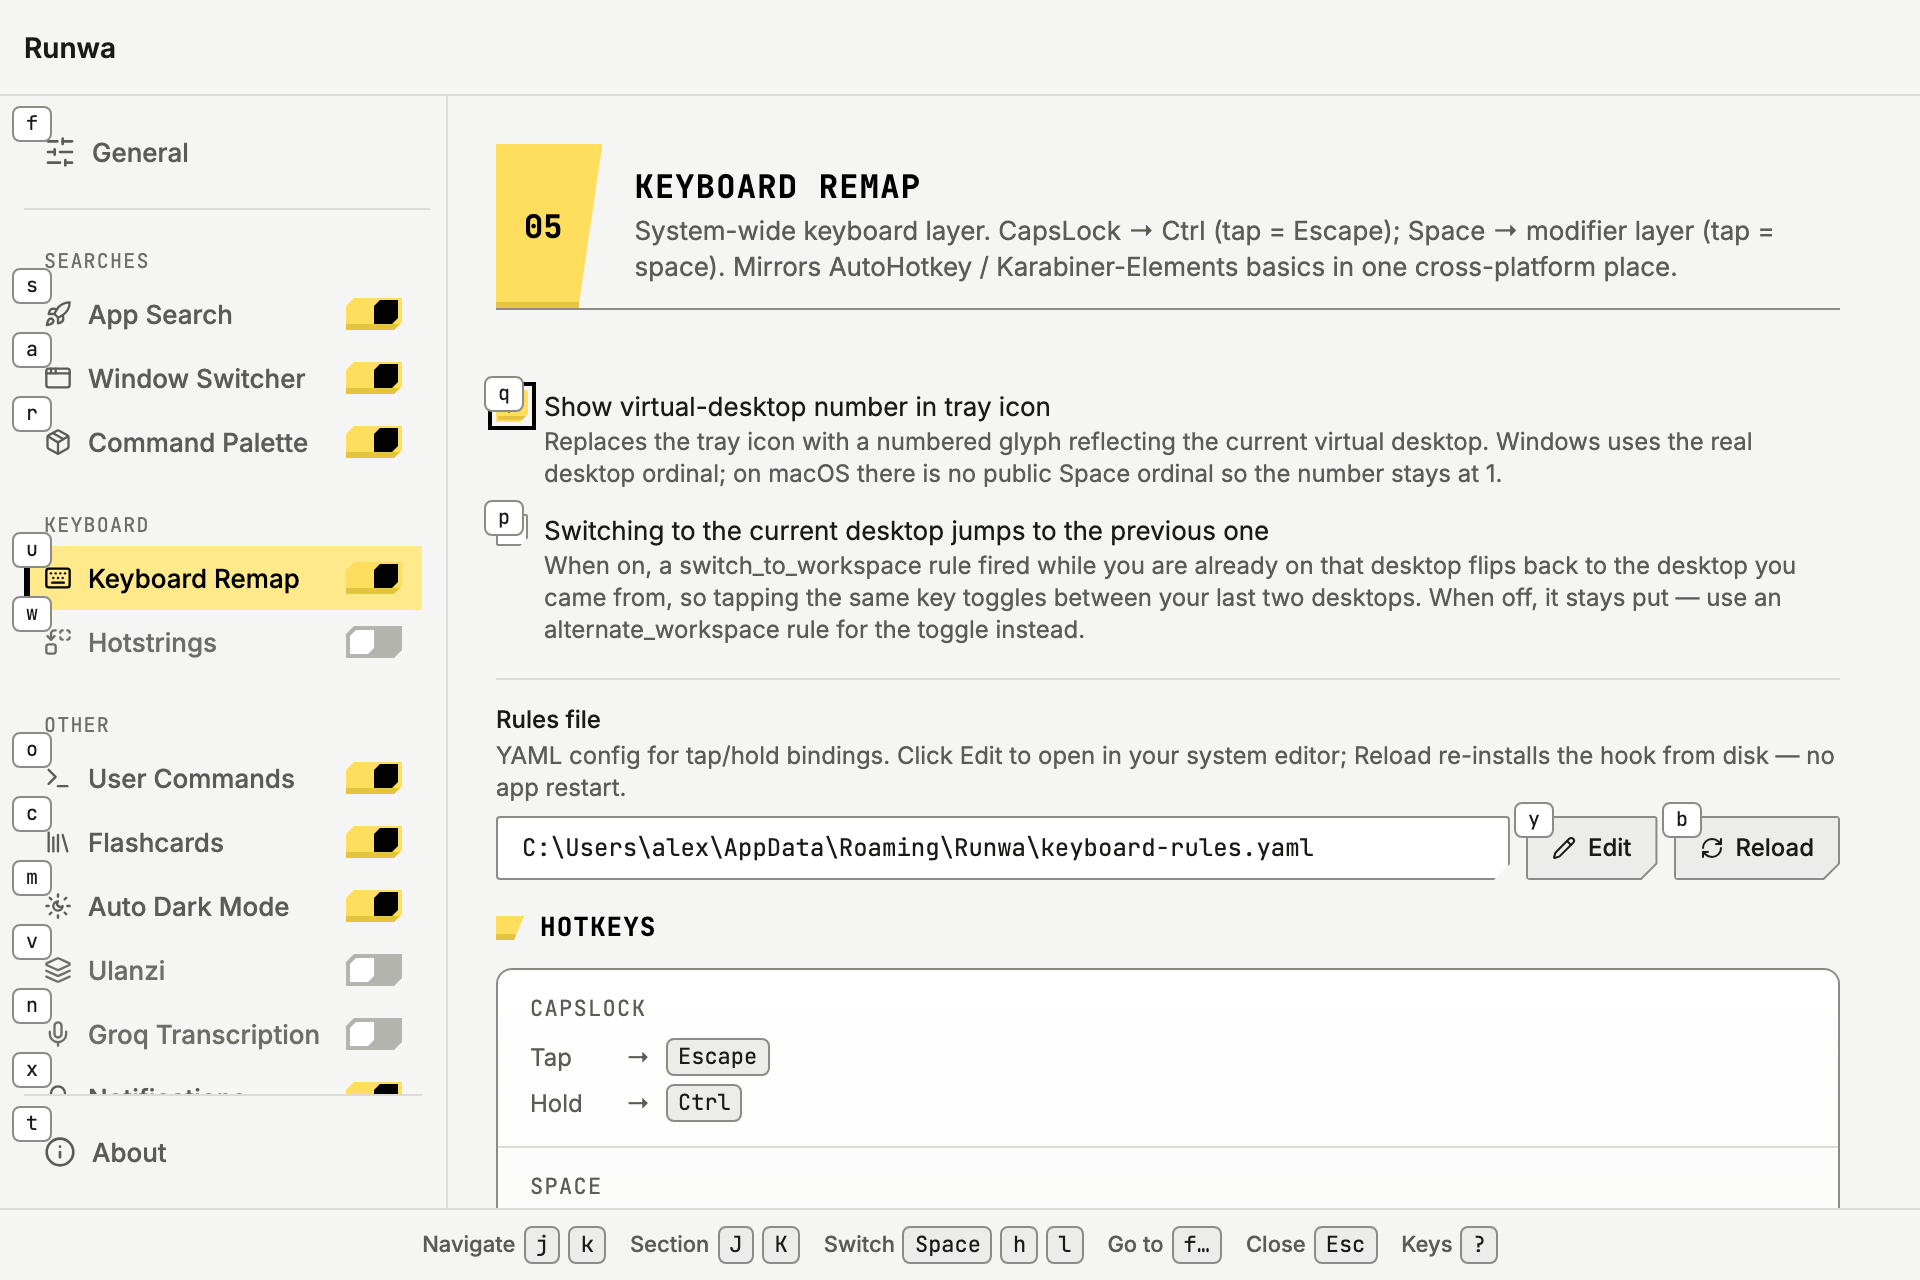 Runwa
f
General
SEARCHES
s
App Search
a
Window Switcher
r
Command Palette
KEYBOARD
u
Keyboard Remap
w
Hotstrings
OTHER
o
User Commands
c
Flashcards
m
Auto Dark Mode
v
Ulanzi
n
Groq Transcription
x
Notifications
t
About
05
KEYBOARD REMAP
System-wide keyboard layer. CapsLock → Ctrl (tap = Escape); Space → modifier layer (tap =
space). Mirrors AutoHotkey / Karabiner-Elements basics in one cross-platform place.
q
Show virtual-desktop number in tray icon
Replaces the tray icon with a numbered glyph reflecting the current virtual desktop. Windows uses the real
desktop ordinal; on macOS there is no public Space ordinal so the number stays at 1.
p
Switching to the current desktop jumps to the previous one
When on, a switch_to_workspace rule fired while you are already on that desktop flips back to the desktop you
came from, so tapping the same key toggles between your last two desktops. When off, it stays put — use an
alternate_workspace rule for the toggle instead.
Rules file
YAML config for tap/hold bindings. Click Edit to open in your system editor; Reload re-installs the hook from disk — no
app restart.
C:\Users\alex\AppData\Roaming\Runwa\keyboard-rules.yaml
y
Edit
b
Reload
HOTKEYS
CAPSLOCK
Tap → Escape
Hold → Ctrl
SPACE
Navigate j k Section J K Switch Space h l Go to f… Close Esc Keys ?